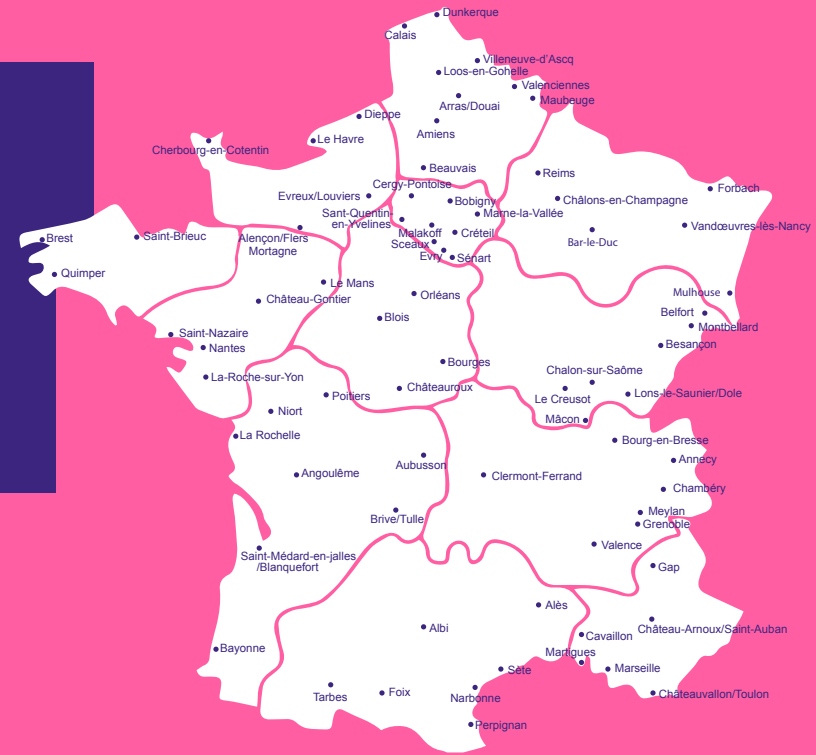 Dunkerque
Calais
Villeneuve-d'Ascq
Loos-en-Gohelle
Valenciennes
Maubeuge
Arras/Douai
Dieppe
Amiens
Le Havre
Cherbourg-en-Cotentin
Beauvais
Reims
Cergy-Pontoise
Forbach
Evreux/Louviers
Bobigny
Châlons-en-Champagne
Sant-Quentin-
en-Yvelines
Marne-la-Vallée
Vandœuvres-lès-Nancy
Malakoff
Créteil
Brest
Saint-Brieuc
Alençon/Flers
Mortagne
Sceaux
Bar-le-Duc
Evry
Sénart
Quimper
Le Mans
Château-Gontier
Orléans
Mulhouse
Belfort
Blois
Montbellard
Saint-Nazaire
Nantes
Besançon
Bourges
Chalon-sur-Saôme
La-Roche-sur-Yon
Châteauroux
Poitiers
Le Creusot
Lons-le-Saunier/Dole
Niort
Mâcon
La Rochelle
Bourg-en-Bresse
Annecy
Aubusson
Angoulême
Clermont-Ferrand
Chambéry
Meylan
Brive/Tulle
Grenoble
Valence
Saint-Médard-en-jalles
/Blanquefort
Gap
Alès
Albi
Château-Arnoux/Saint-Auban
Cavaillon
Bayonne
Martigues
Sète
Marseille
Tarbes
Foix
Narbonne
Châteauvallon/Toulon
Perpignan